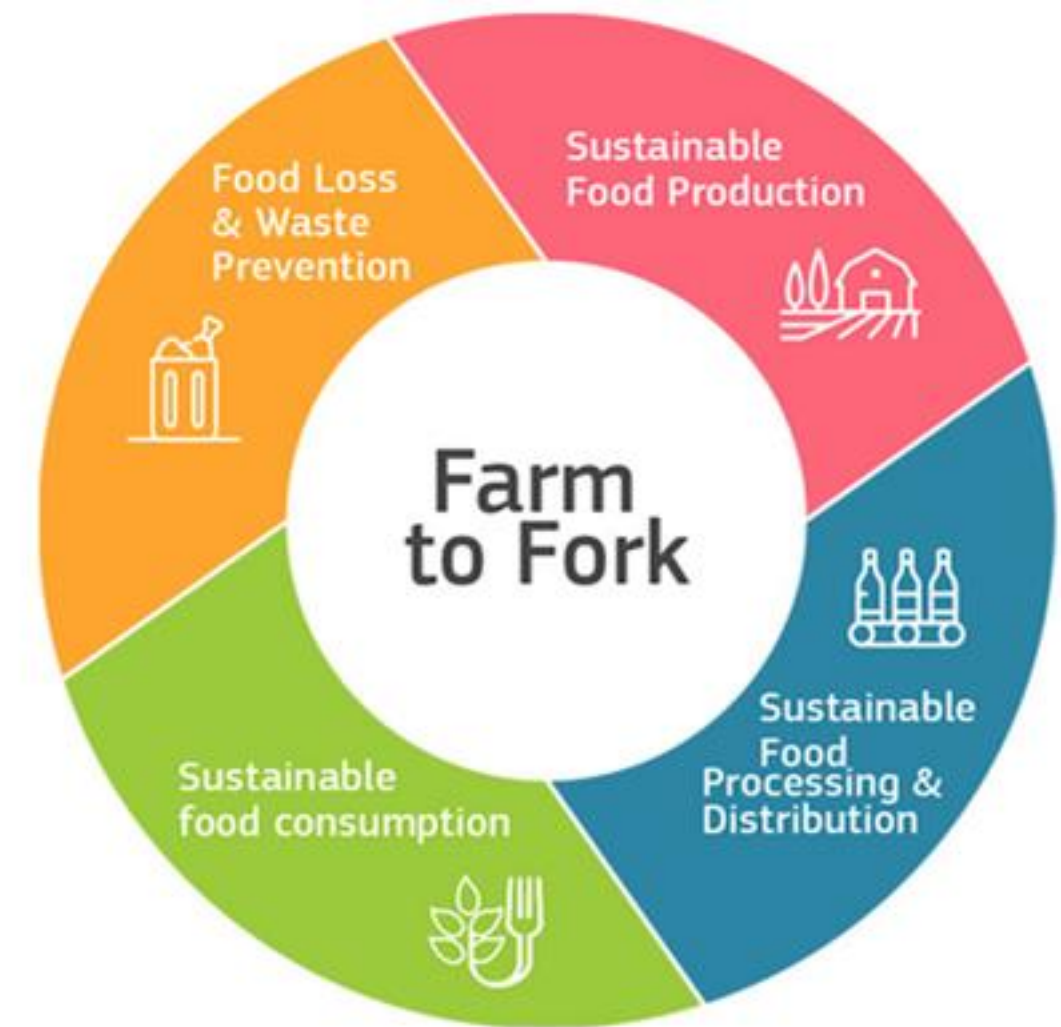 Sustainable
Food Production
Sustainable
Food
Processing &
Distribution
Sustainable
food consumption
Food Loss
& Waste
Prevention
Farm
to Fork